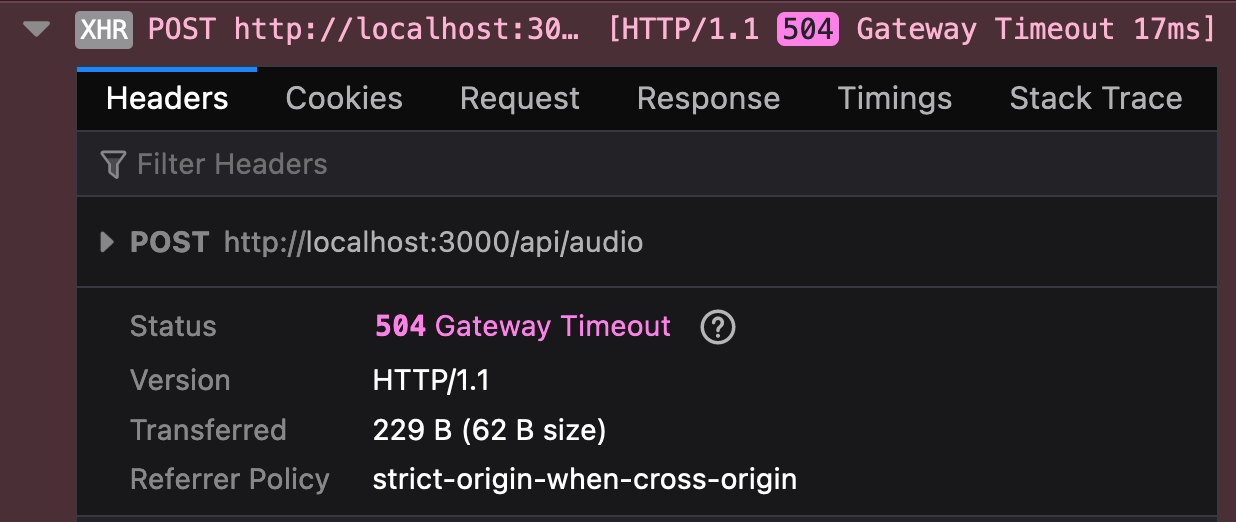 XHR POST http://localhost:30… [HTTP/1.1 504 Gateway Timeout 17ms]
Headers Cookies Request Response Timings Stack Trace
Filter Headers
POST http://localhost:3000/api/audio
Status 504 Gateway Timeout ?
Version HTTP/1.1
Transferred 229 B (62 B size)
Referrer Policy strict-origin-when-cross-origin